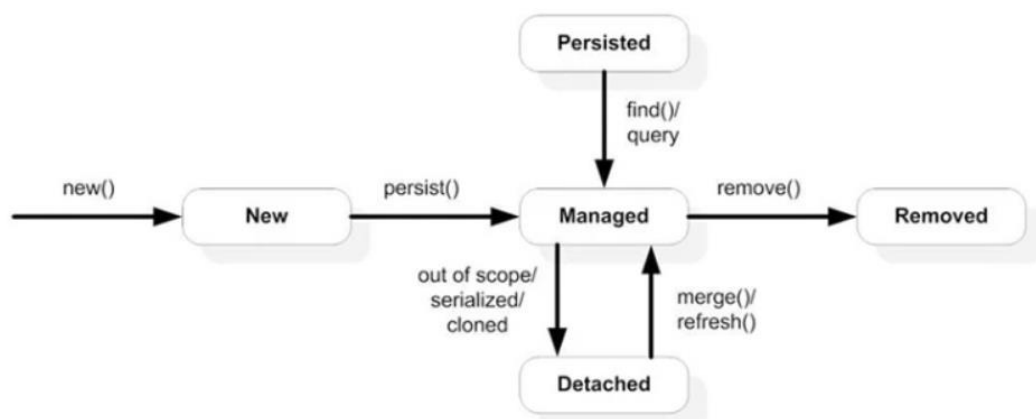 Persisted
find()/
query
new()
New
persist()
Managed
remove()
Removed
out of scope/
serialized/
cloned
merge()/
refresh()
Detached